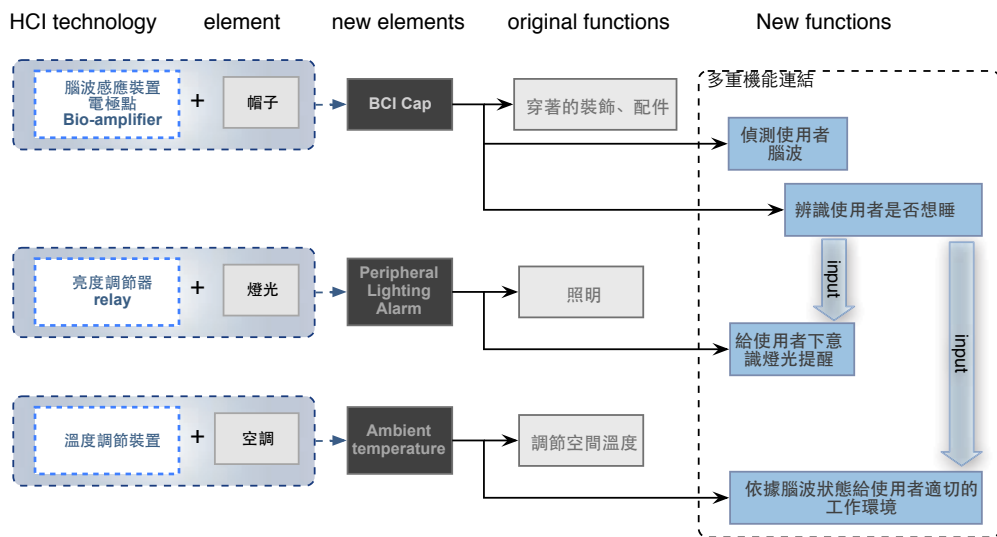 HCI technology
element
new elements
original functions
New functions
多重機能連結
腦波感應裝置
電極點
Bio-amplifier
+
帽子
BCI Cap
穿著的裝飾、配件
偵測使用者
腦波
辨識使用者是否想睡
亮度調節器
relay
+
燈光
Peripheral
Lighting
Alarm
照明
input
input
給使用者下意
識燈光提醒
溫度調節裝置
+
空調
Ambient
temperature
調節空間溫度
依據腦波狀態給使用者適切的
工作環境